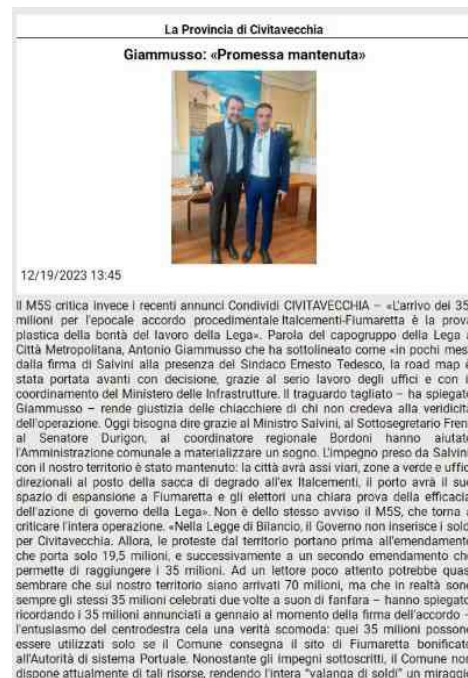 La Provincia di Civitavecchia
Giammusso: «Promessa mantenuta»
12/19/2023 13:45
Il M5S critica invece i recenti annunci Condividi CIVITAVECCHIA – «L'arrivo dei 35
milioni per l'epocale accordo procedimentale Italcementi-Fiumaretta è la prova
plastica della bontà del lavoro della Lega». Parola del capogruppo della Lega a
Città Metropolitana, Antonio Giammusso che ha sottolineato come «in pochi mesi
dalla firma di Salvini alla presenza del Sindaco Ernesto Tedesco, la road map è
stata portata avanti con decisione, grazie al serio lavoro degli uffici e con il
coordinamento del Ministero delle Infrastrutture. Il traguardo tagliato – ha spiegato
Giammusso – rende giustizia delle chiacchiere di chi non credeva alla veridicità
dell'operazione. Oggi bisogna dire grazie al Ministro Salvini, al Sottosegretario Freni
al Senatore Durigon, al coordinatore regionale Bordoni hanno aiutato
l'Amministrazione comunale a materializzare un sogno. L'impegno preso da Salvini
con il nostro territorio è stato mantenuto: la città avrà assi viari, zone a verde e uffici
direzionali al posto della sacca di degrado all'ex Italcementi, il porto avrà il suo
spazio di espansione a Fiumaretta e gli elettori una chiara prova della efficacia
dell'azione di governo della Lega». Non è dello stesso avviso il M5S, che torna a
criticare l'intera operazione. «Nella Legge di Bilancio, il Governo non inserisce i soldi
per Civitavecchia. Allora, le proteste dal territorio portano prima all'emendamento
che porta solo 19,5 milioni, e successivamente a un secondo emendamento che
permette di raggiungere i 35 milioni. Ad un lettore poco attento potrebbe quasi
sembrare che sul nostro territorio siano arrivati 70 milioni, ma che in realtà sono
sempre gli stessi 35 milioni celebrati due volte a suon di fanfara – hanno spiegato
ricordando i 35 milioni annunciati a gennaio al momento della firma dell'accordo –
l'entusiasmo del centrodestra cela una verità scomoda: quei 35 milioni possono
essere utilizzati solo se il Comune consegna il sito di Fiumaretta bonificato
all'Autorità di sistema Portuale. Nonostante gli impegni sottoscritti, il Comune non
dispone attualmente di tali risorse, rendendo l'intera "valanga di soldi" un miraggio